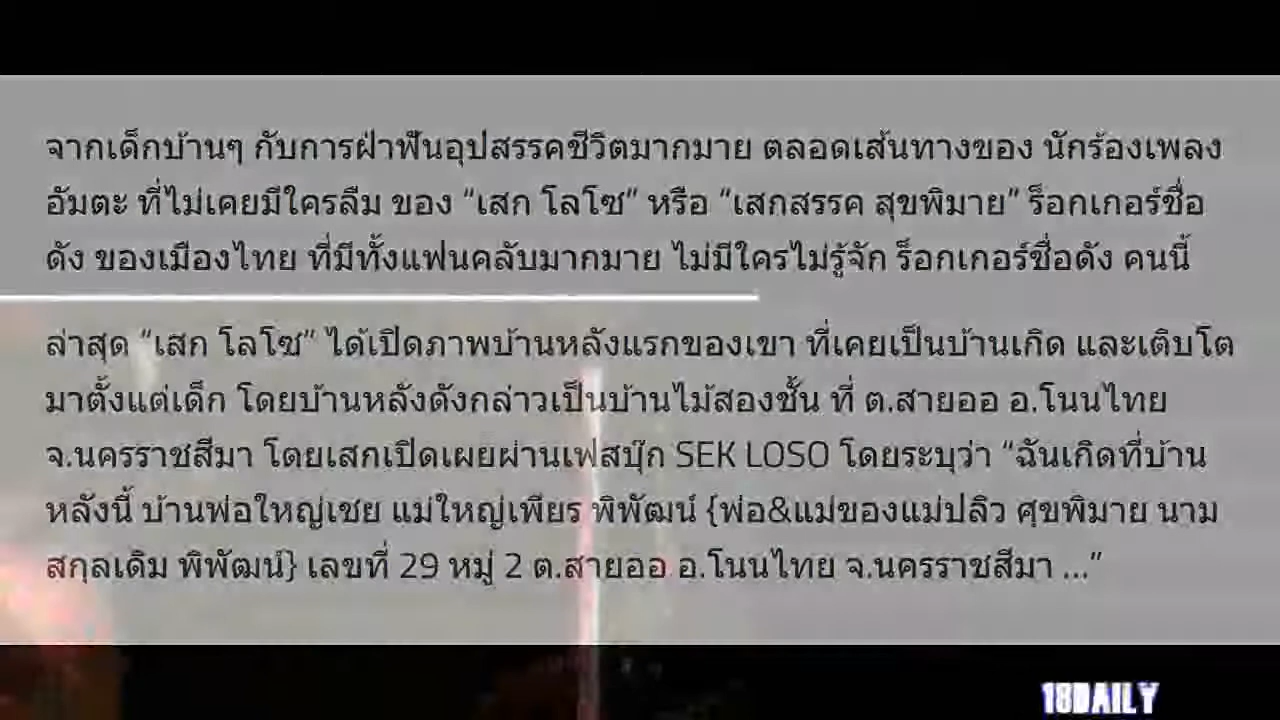 จากเด็กบ้านๆ กับการฝ่าฟันอุปสรรคชีวิตมากมาย ตลอดเส้นทางของ นักร้องเพลง
อัมตะ ที่ไม่เคยมีใครลืม ของ “เสก โลโซ” หรือ “เสกสรรค สุขพิมาย” ร็อกเกอร์ชื่อ
ดัง ของเมืองไทย ที่มีทั้งแฟนคลับมากมาย ไม่มีใครไม่รู้จัก ร็อกเกอร์ชื่อดัง คนนี้
ล่าสุด “เสก โลโซ” ได้เปิดภาพบ้านหลังแรกของเขา ที่เคยเป็นบ้านเกิด และเติบโต
มาตั้งแต่เด็ก โดยบ้านหลังดังกล่าวเป็นบ้านไม้สองชั้น ที่ ต.สายออ อ.โนนไทย
จ.นครราชสีมา โดยเสกเปิดเผยผ่านเฟสบุ๊ก SEK LOSO โดยระบุว่า “ฉันเกิดที่บ้าน
หลังนี้ บ้านพ่อใหญ่เชย แม่ใหญ่เพียร พิพัฒน์ {พ่อ&แม่ของแม่ปลิว ศุขพิมาย นาม
สกุลเดิม พิพัฒน์} เลขที่ 29 หมู่ 2 ต.สายออ อ.โนนไทย จ.นครราชสีมา ...”
18DAILY